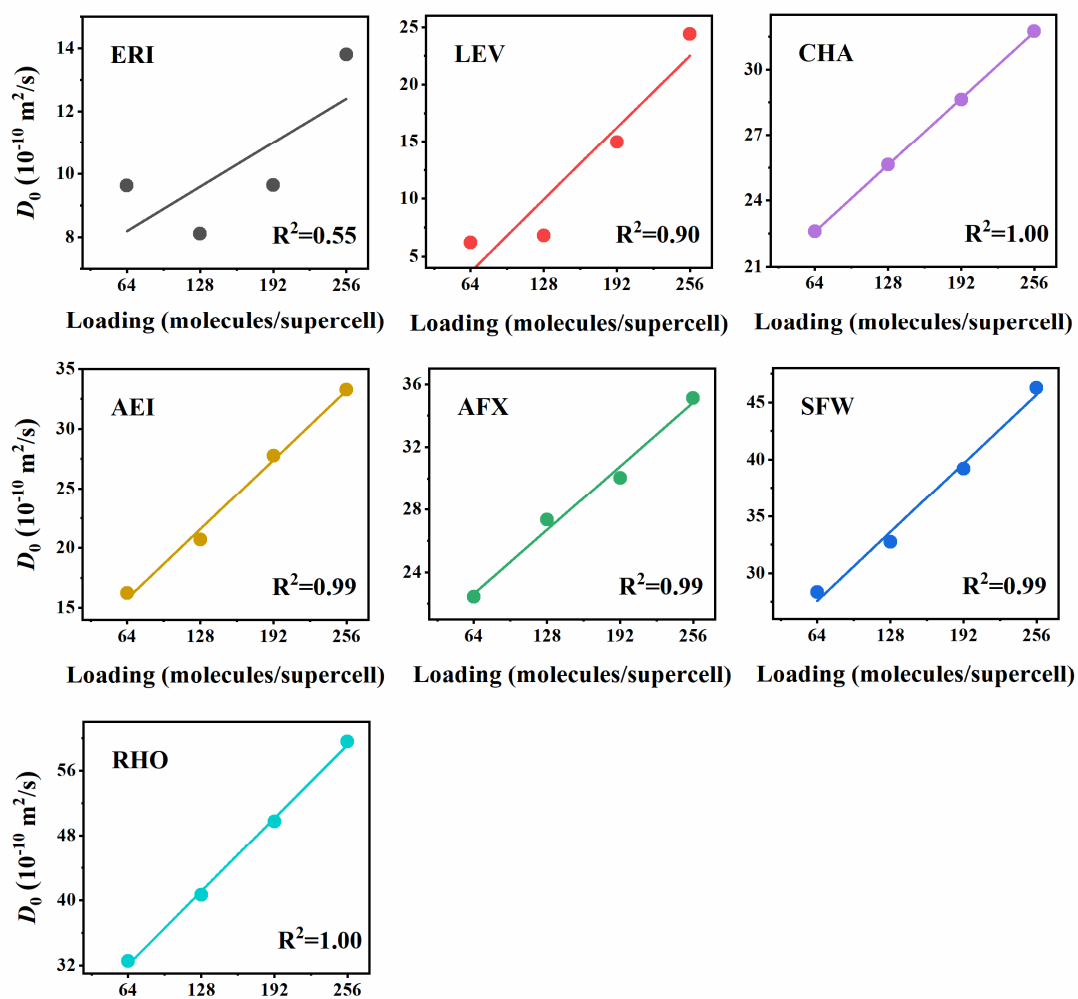 ERI
D₀ (10⁻¹⁰ m²/s)
14
12
10
8
R²=0.55
64 128 192 256
Loading (molecules/supercell)
LEV
25
20
15
10
5
R²=0.90
64 128 192 256
Loading (molecules/supercell)
CHA
30
27
24
21
R²=1.00
64 128 192 256
Loading (molecules/supercell)
AEI
D₀ (10⁻¹⁰ m²/s)
35
30
25
20
15
R²=0.99
64 128 192 256
Loading (molecules/supercell)
AFX
36
32
28
24
R²=0.99
64 128 192 256
Loading (molecules/supercell)
SFW
45
40
35
30
R²=0.99
64 128 192 256
Loading (molecules/supercell)
RHO
D₀ (10⁻¹⁰ m²/s)
56
48
40
32
R²=1.00
64 128 192 256